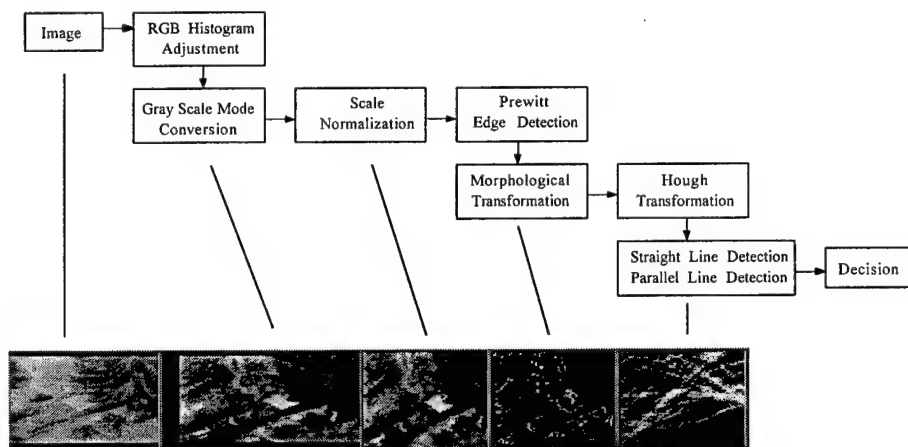 Image
RGB Histogram
Adjustment
Gray Scale Mode
Conversion
Scale
Normalization
Prewitt
Edge Detection
Morphological
Transformation
Hough
Transformation
Straight Line Detection
Parallel Line Detection
Decision